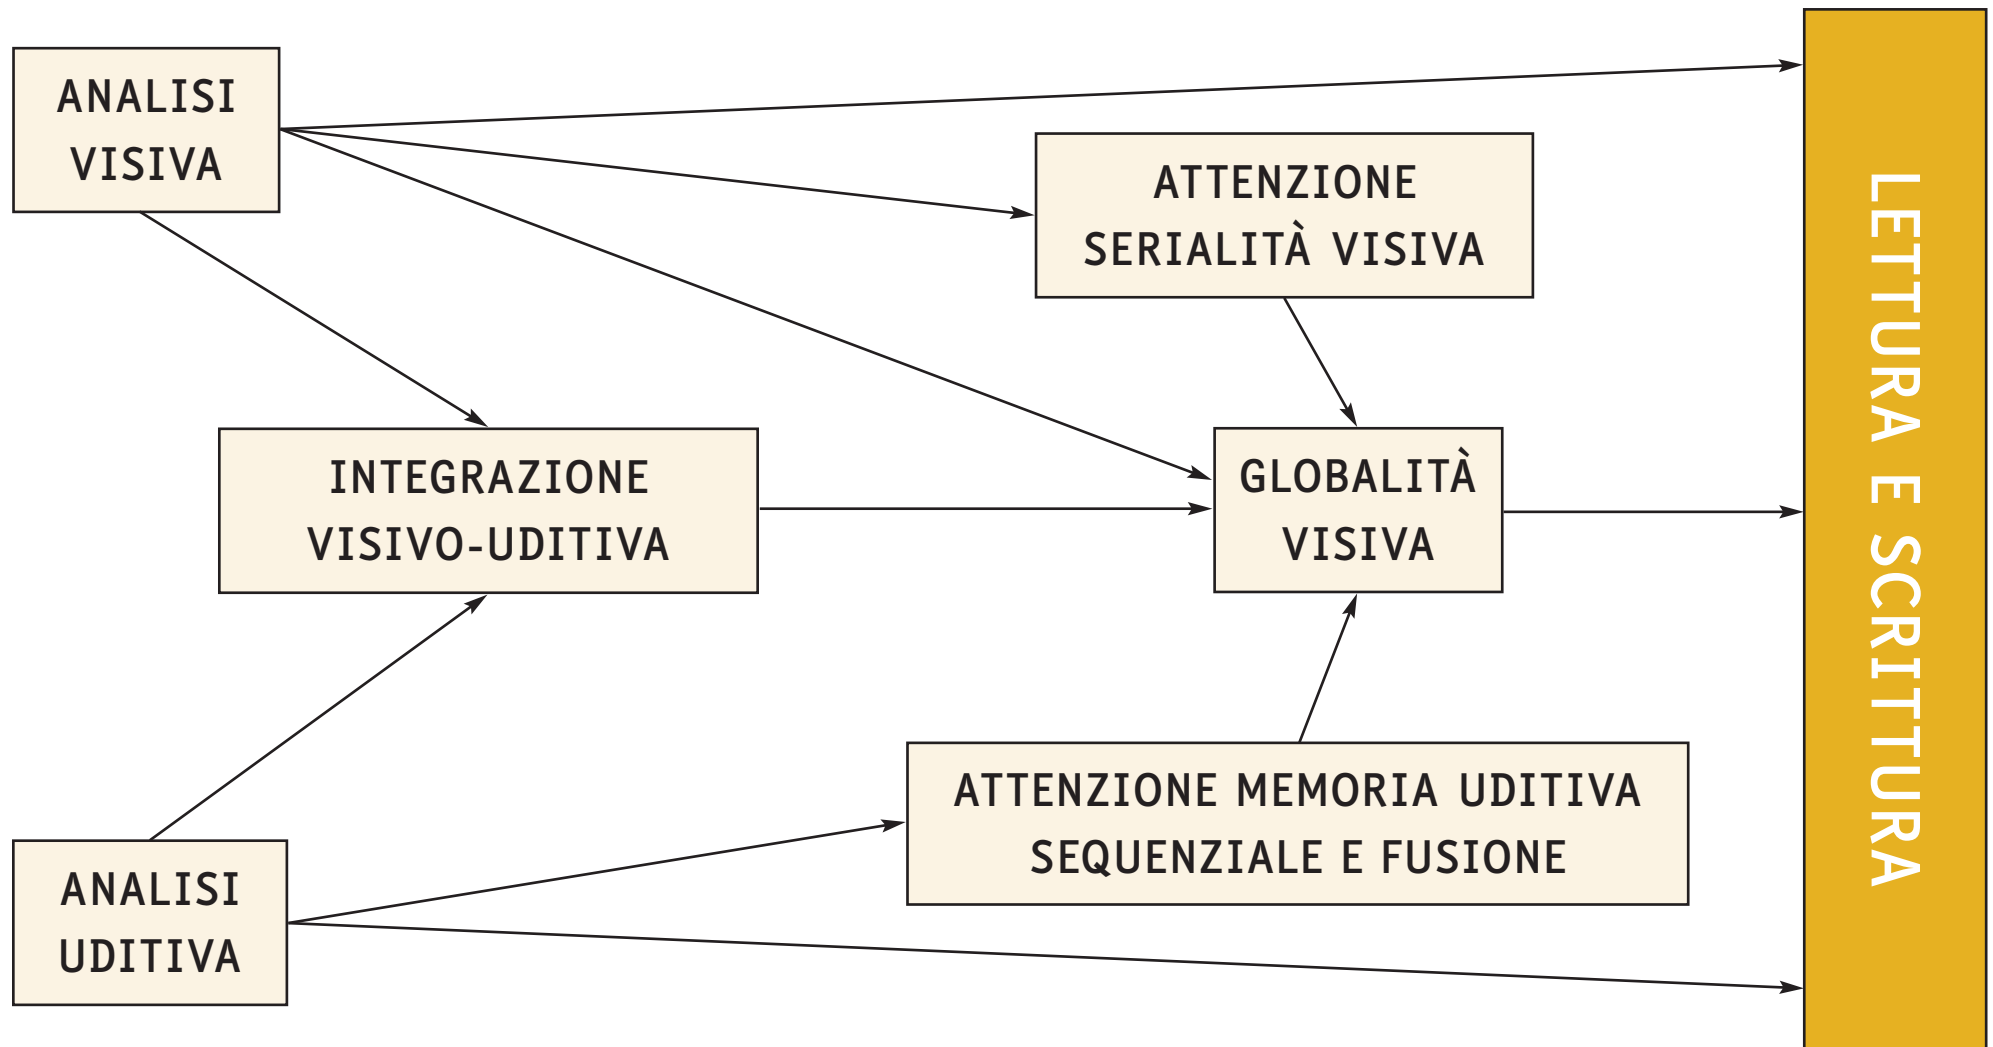 ANALISI
VISIVA
ATTENZIONE
SERIALITÀ VISIVA
INTEGRAZIONE
VISIVO-UDITIVA
GLOBALITÀ
VISIVA
ATTENZIONE MEMORIA UDITIVA
SEQUENZIALE E FUSIONE
ANALISI
UDITIVA
LETTURA E SCRITTURA